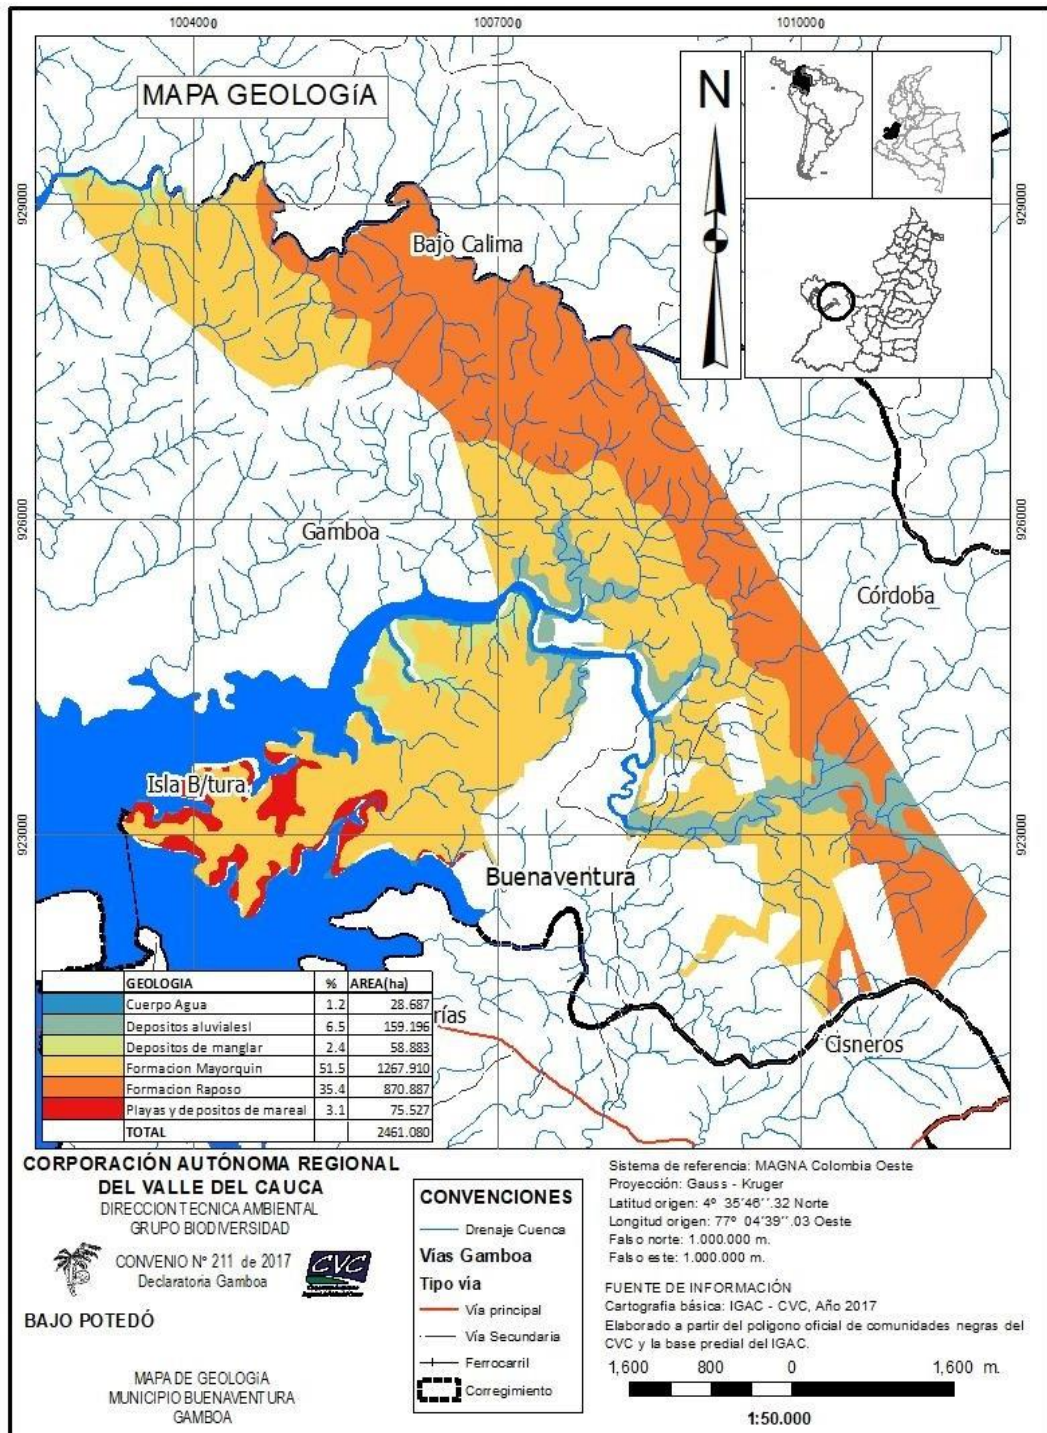 1004000 1007000 1010000
MAPA GEOLOGíA
N
929000 929000
Bajo Calima
926000 926000
Gamboa
Córdoba
Isla B/tura
923000 923000
Buenaventura
rías
Cisneros
GEOLOGIA % AREA(ha)
Cuerpo Agua 1.2 28.687
Depositos aluvialesl 6.5 159.196
Depositos de manglar 2.4 58.883
Formacion Mayorquin 51.5 1267.910
Formacion Raposo 35.4 870.887
Playas y depositos de mareal 3.1 75.527
TOTAL 2461.080
CORPORACIÓN AUTÓNOMA REGIONAL
DEL VALLE DEL CAUCA
DIRECCION TECNICA AMBIENTAL
GRUPO BIODIVERSIDAD
CONVENIO Nº 211 de 2017
Declaratoria Gamboa
CVC
BAJO POTEDÓ
MAPA DE GEOLOGíA
MUNICIPIO BUENAVENTURA
GAMBOA
CONVENCIONES
Drenaje Cuenca
Vías Gamboa
Tipo vía
Vía principal
Vía Secundaria
Ferrocarril
Corregimiento
Sistema de referencia: MAGNA Colombia Oeste
Proyección: Gauss - Kruger
Latitud origen: 4º 35'46''.32 Norte
Longitud origen: 77º 04'39''.03 Oeste
Falso norte: 1.000.000 m.
Falso este: 1.000.000 m.
FUENTE DE INFORMACIÓN
Cartografia básica: IGAC - CVC, Año 2017
Elaborado a partir del poligono oficial de comunidades negras del
CVC y la base predial del IGAC.
1,600 800 0 1,600 m.
1:50.000